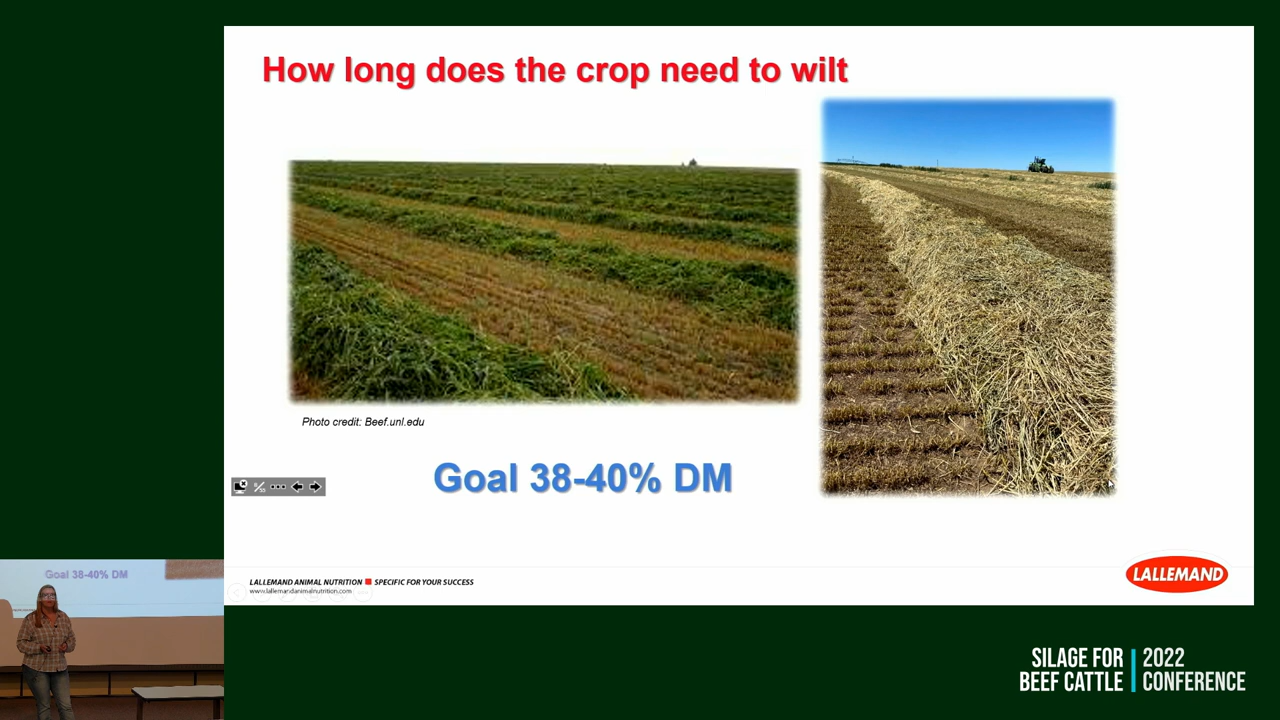 How long does the crop need to wilt
Photo credit: Beef.unl.edu
Goal 38-40% DM
LALLEMAND ANIMAL NUTRITION SPECIFIC FOR YOUR SUCCESS
www.lallemandanimalnutrition.com
LALLEMAND
Goal 38-40% DM
SILAGE FOR
BEEF CATTLE
2022
CONFERENCE